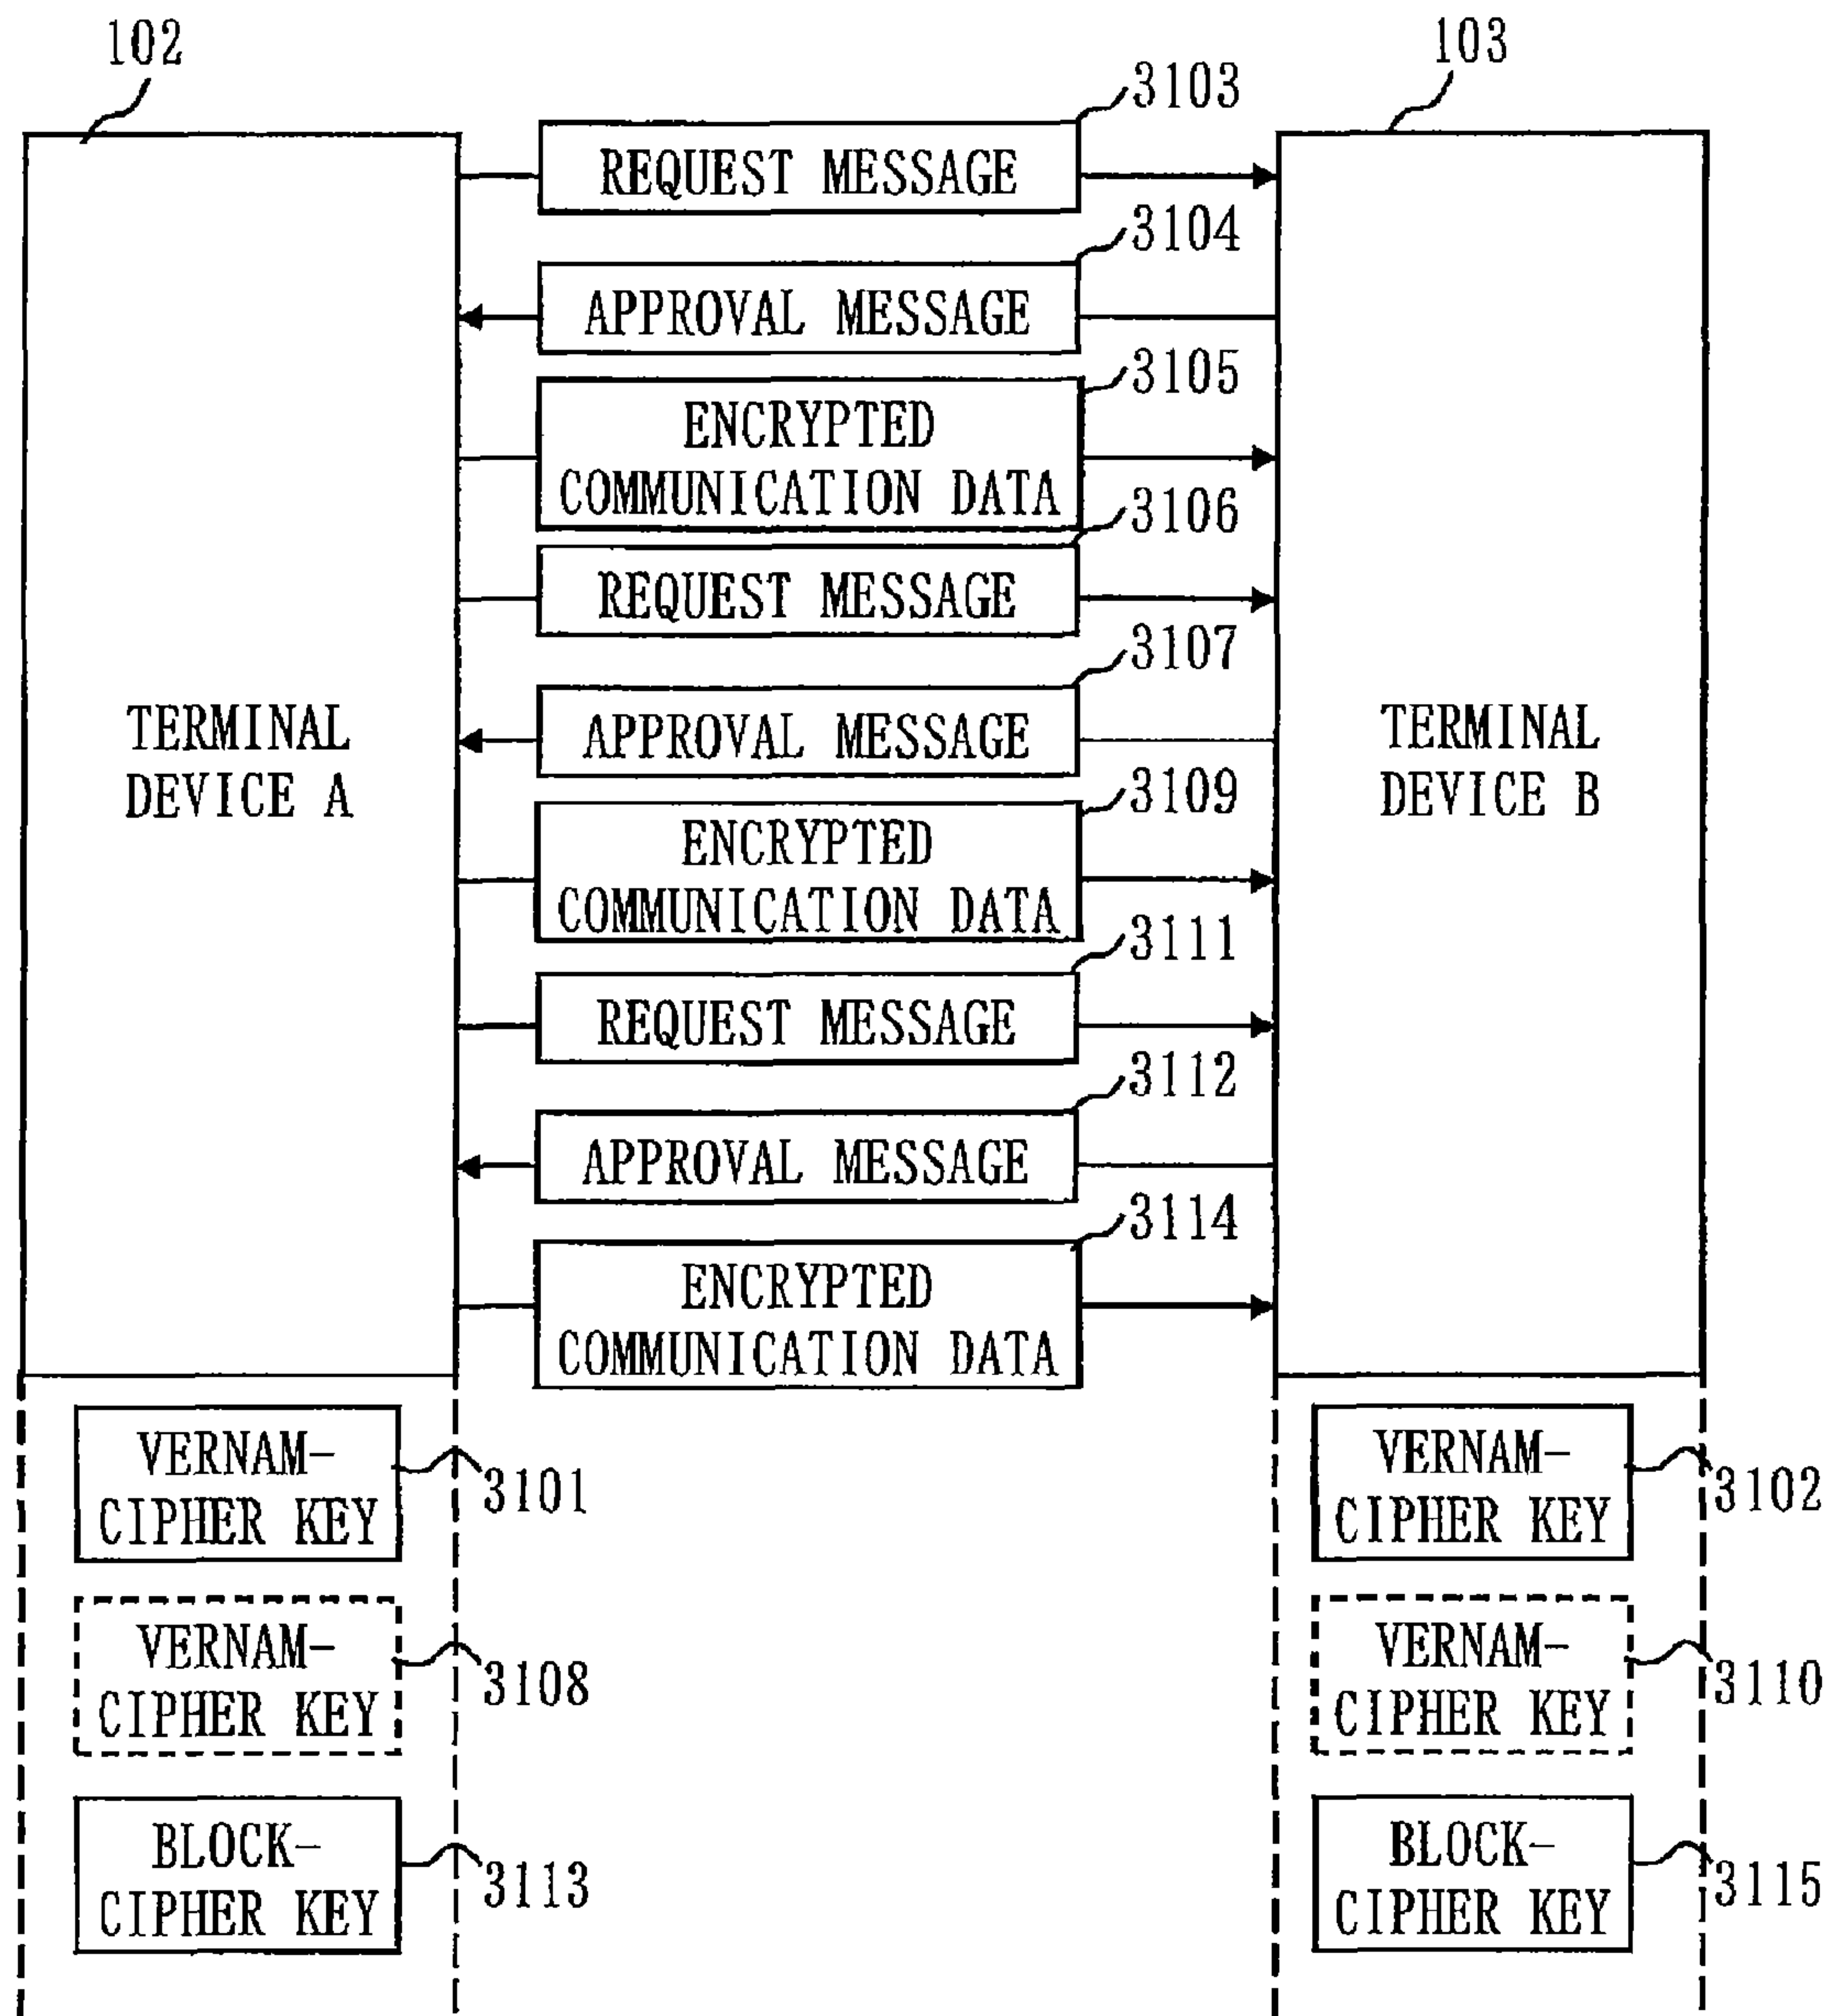 102
103
3103
REQUEST MESSAGE
3104
APPROVAL MESSAGE
3105
ENCRYPTED
COMMUNICATION DATA
3106
REQUEST MESSAGE
3107
APPROVAL MESSAGE
TERMINAL
DEVICE A
TERMINAL
DEVICE B
3109
ENCRYPTED
COMMUNICATION DATA
3111
REQUEST MESSAGE
3112
APPROVAL MESSAGE
3114
ENCRYPTED
COMMUNICATION DATA
VERNAM-
CIPHER KEY
3101
VERNAM-
CIPHER KEY
3102
VERNAM-
CIPHER KEY
3108
VERNAM-
CIPHER KEY
3110
BLOCK-
CIPHER KEY
3113
BLOCK-
CIPHER KEY
3115